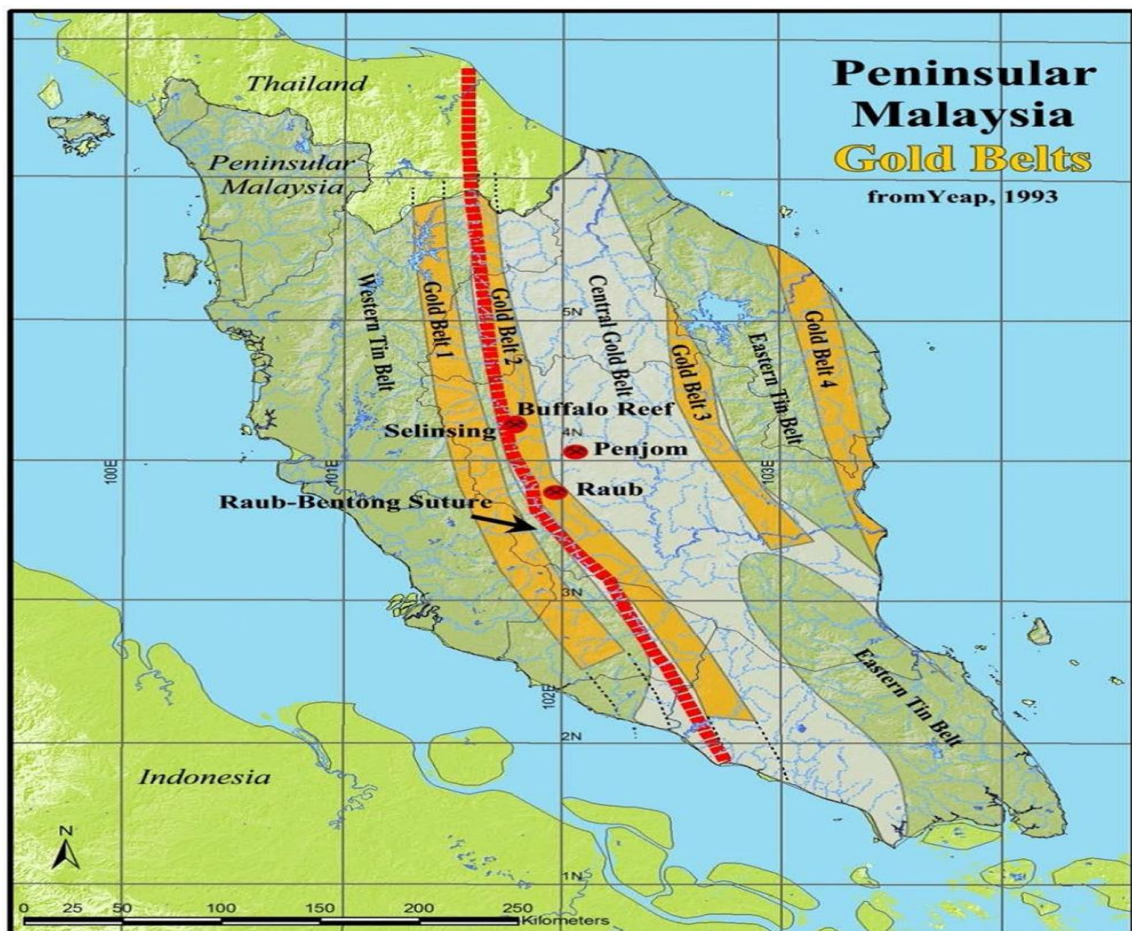 Peninsular
Malaysia
Gold Belts
fromYeap, 1993
Thailand
Peninsular
Malaysia
Western Tin Belt
Gold Belt 1
Gold Belt 2
Central Gold Belt
Gold Belt 3
Eastern Tin Belt
Gold Belt 4
5N
Buffalo Reef
Selinsing
4N
Penjom
100E
101E
103E
Raub
Raub-Bentong Suture
3N
Eastern Tin Belt
102E
2N
Indonesia
N
1N
0 25 50 100 150 200 250
Kilometers